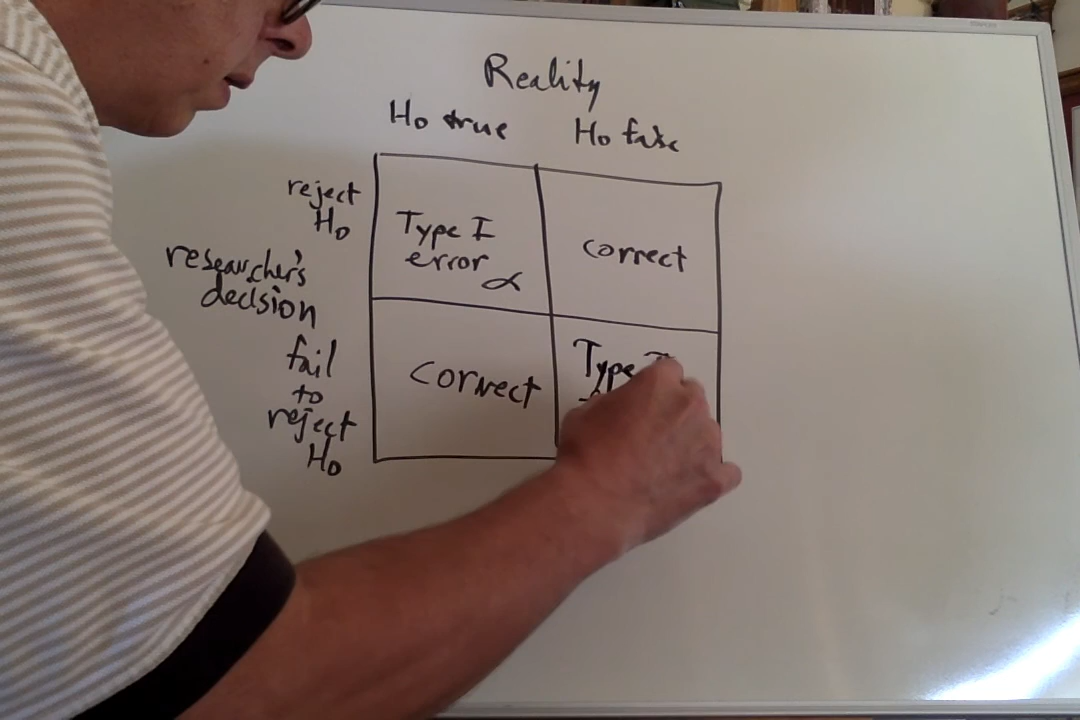 Reality
Ho true
Ho false
reject
Ho
Type I
error α
correct
researcher's
decision
fail
to
reject
Ho
correct
Type